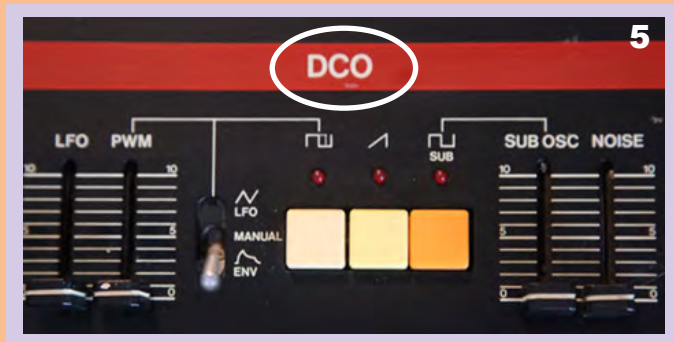 5
DCO
LFO PWM SUB SUB OSC NOISE
10 10 10 10
LFO
MANUAL
ENV
5 5 5 5
0 0 0 0